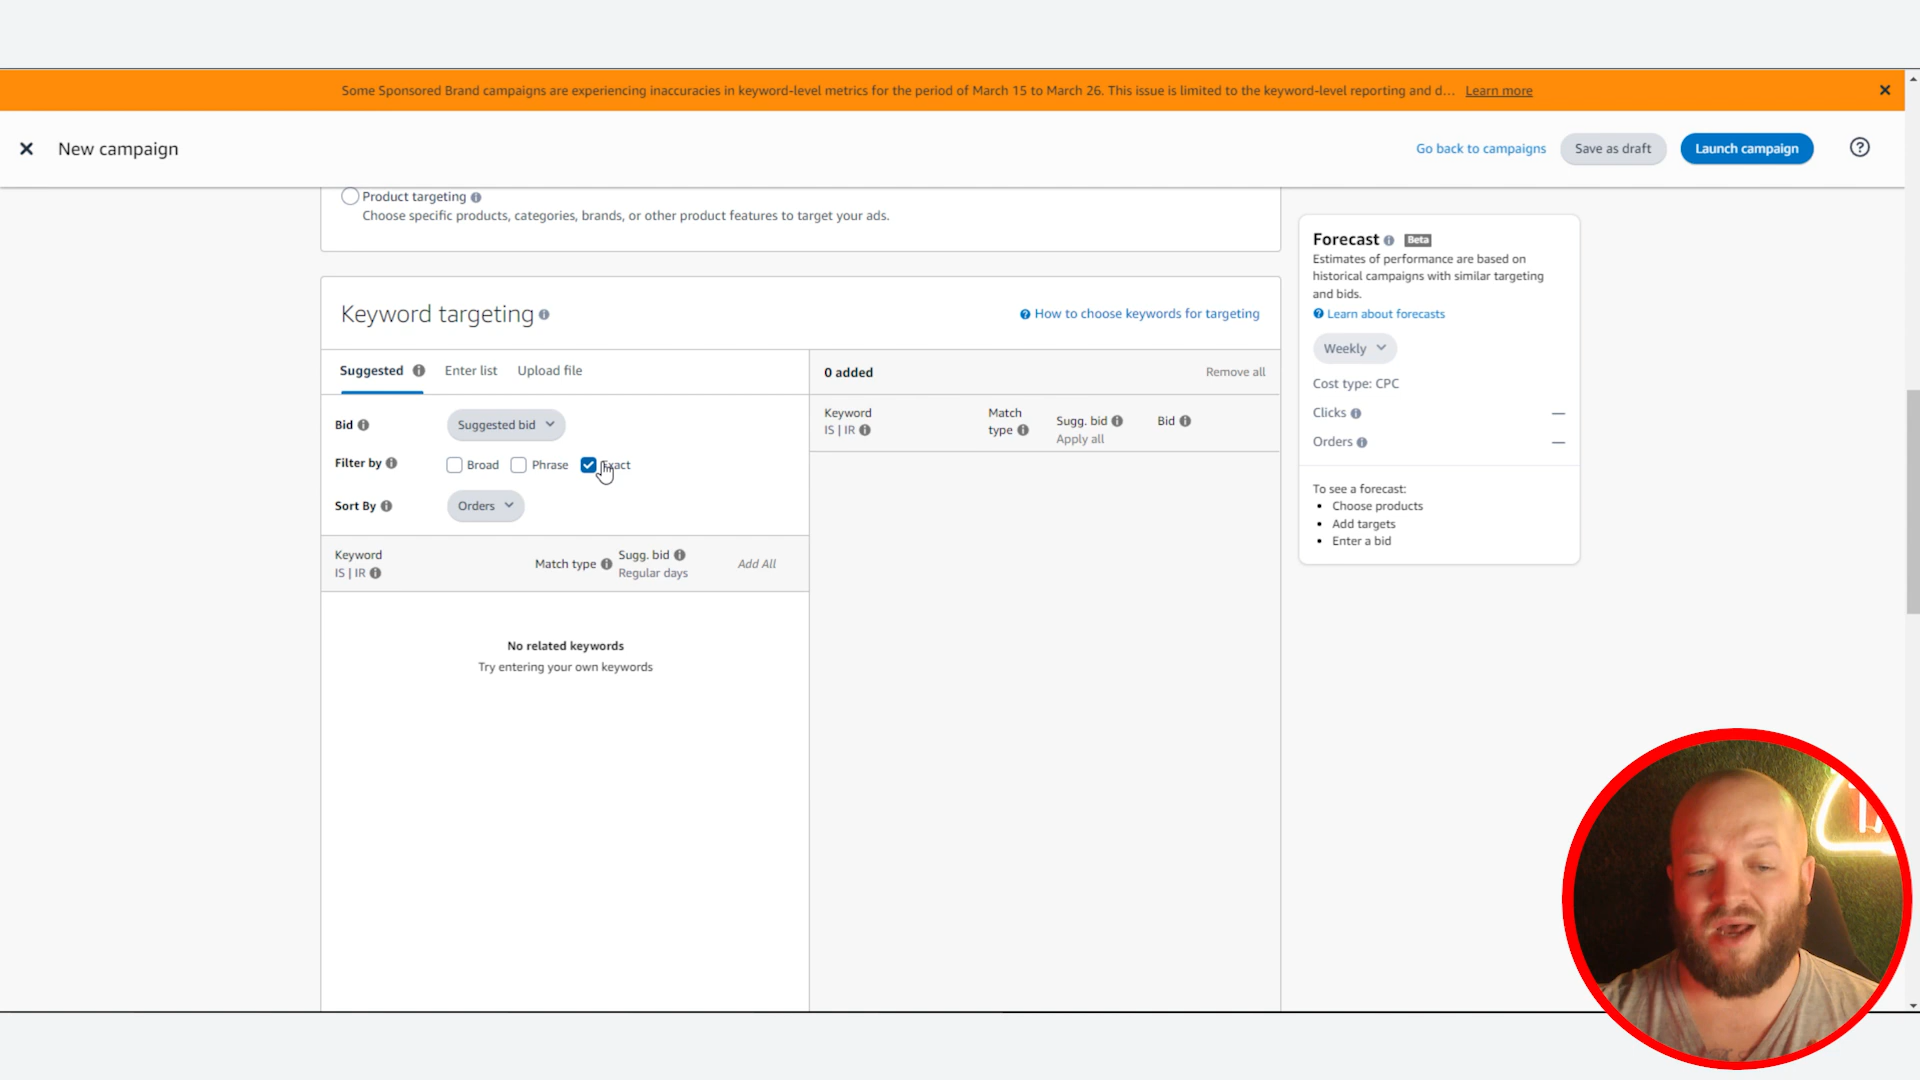 Some Sponsored Brand campaigns are experiencing inaccuracies in keyword-level metrics for the period of March 15 to March 26. This issue is limited to the keyword-level reporting and d... Learn more
New campaign
Go back to campaigns
Save as draft
Launch campaign
Product targeting
Choose specific products, categories, brands, or other product features to target your ads.
Keyword targeting
How to choose keywords for targeting
Suggested
Enter list
Upload file
0 added
Remove all
Bid
Suggested bid
Filter by
Broad
Phrase
Sort By
Orders
Keyword
IS | IR
Match type
Sugg. bid
Regular days
Add All
No related keywords
Try entering your own keywords
Keyword
IS | IR
Match
type
Sugg. bid
Apply all
Bid
Forecast
Beta
Estimates of performance are based on
historical campaigns with similar targeting
and bids.
Learn about forecasts
Weekly
Cost type: CPC
Clicks —
Orders —
To see a forecast:
• Choose products
• Add targets
• Enter a bid